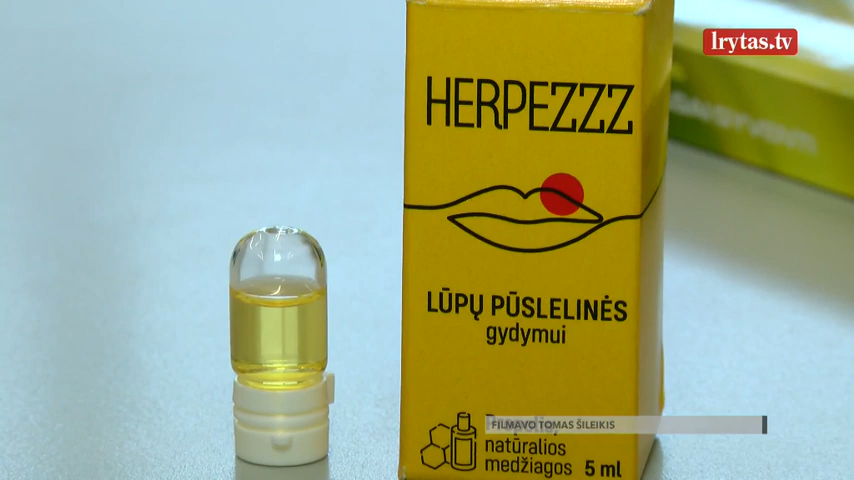 lrytas.tv
HERPEZZZ
LŪPŲ PŪSLELINĖS
gydymui
FILMAVO TOMAS ŠILEIKIS
natūralios
medžiagos 5 ml